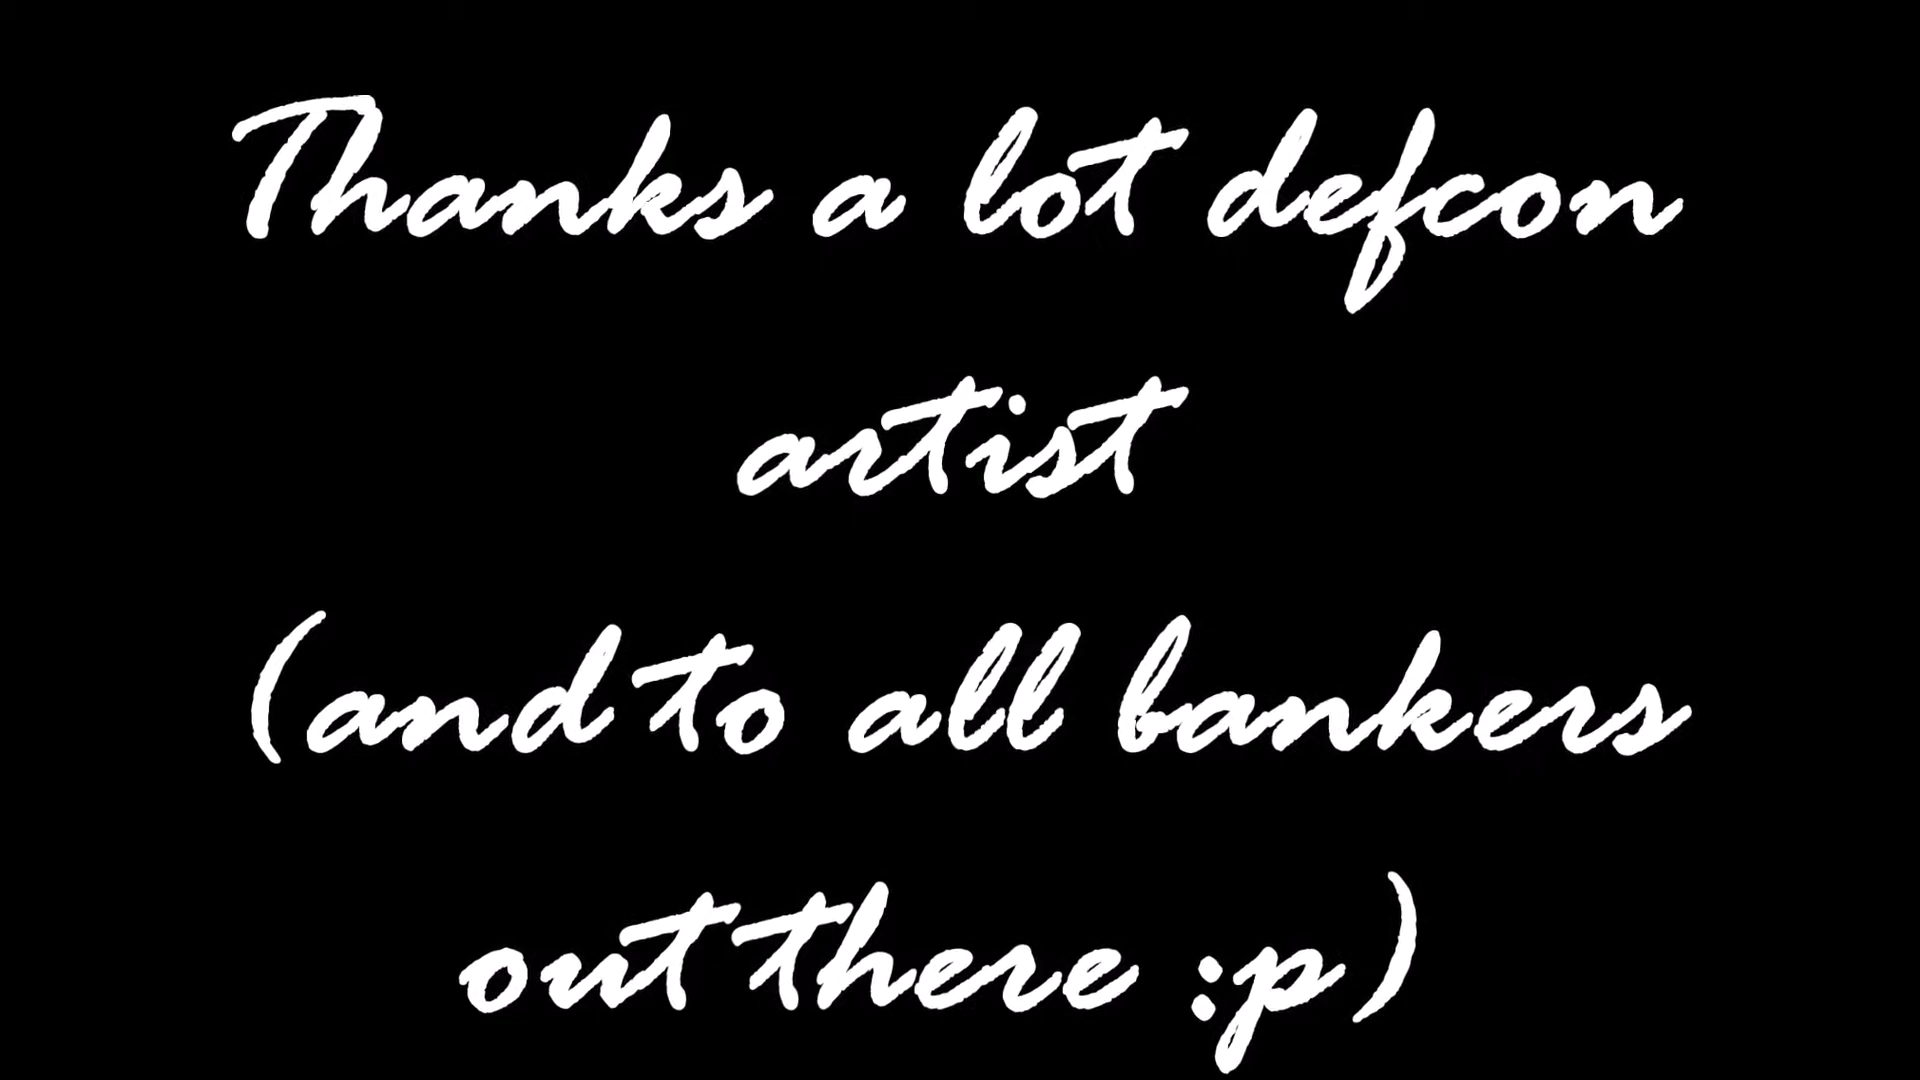 Thanks a lot defcon
artist
(and to all bankers
out there :p)